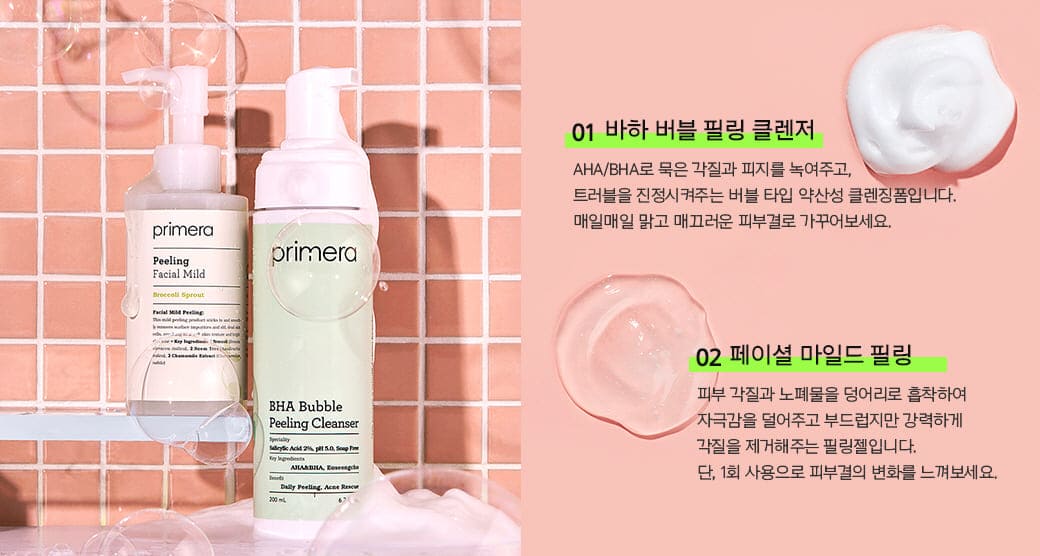 primera
Peeling
Facial Mild
Broccoli Sprout
Facial Mild Peeling:
primera
BHA Bubble
Peeling Cleanser
Speciality
Salicylic Acid 2%, pH 5.0, Soap Free
Key Ingredients
AHA&BHA, Euseongcho
Benefit
Daily Peeling, Acne Rescue
200 mL
01 바하 버블 필링 클렌저
AHA/BHA로 묵은 각질과 피지를 녹여주고,
트러블을 진정시켜주는 버블 타입 약산성 클렌징폼입니다.
매일매일 맑고 매끄러운 피부결로 가꾸어보세요.
02 페이셜 마일드 필링
피부 각질과 노폐물을 덩어리로 흡착하여
자극감을 덜어주고 부드럽지만 강력하게
각질을 제거해주는 필링젤입니다.
단, 1회 사용으로 피부결의 변화를 느껴보세요.